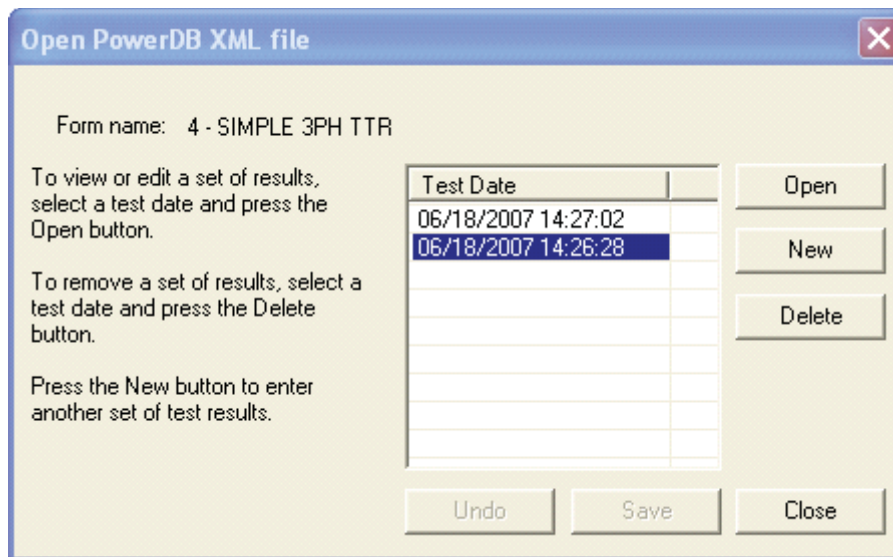 Open PowerDB XML file
Form name: 4 - SIMPLE 3PH TTR
To view or edit a set of results,
select a test date and press the
Open button.
To remove a set of results, select a
test date and press the Delete
button.
Press the New button to enter
another set of test results.
Test Date
06/18/2007 14:27:02
06/18/2007 14:26:28
Open
New
Delete
Undo
Save
Close